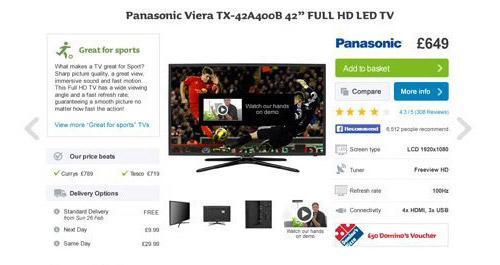 Panasonic Viera TX-42A400B 42” FULL HD LED TV
Great for sports
What makes a TV great for Sport?
Sharp picture quality, a great view,
immersive sound and fast image.
This Full HD TV has a wide viewing
angle and a fast refresh rate;
guaranteeing a smooth picture no
matter how fast the action!
View more "Great for sports" TVs
Our price beats
Currys £789
Tesco £719
Delivery Options
Standard Delivery FREE
from Sun 26 Feb
Next Day £9.99
Same Day £29.99
Watch our hands
on demo
Watch our hands
on demo
Panasonic £649
Add to basket
Compare
More info
4.3 / 5 (308 Reviews)
Recommend 6,512 people recommend
Screen type LCD 1920x1080
Tuner Freeview HD
Refresh rate 100Hz
Connectivity 4x HDMI, 3x USB
£50 Domino's Voucher